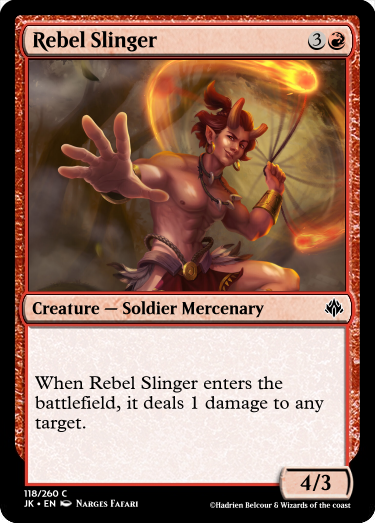 Rebel Slinger 3
Creature — Soldier Mercenary
When Rebel Slinger enters the
battlefield, it deals 1 damage to any
target.
4/3
118/260 C
JK • EN Narges Fafari
©Hadrien Belcour & Wizards of the coast